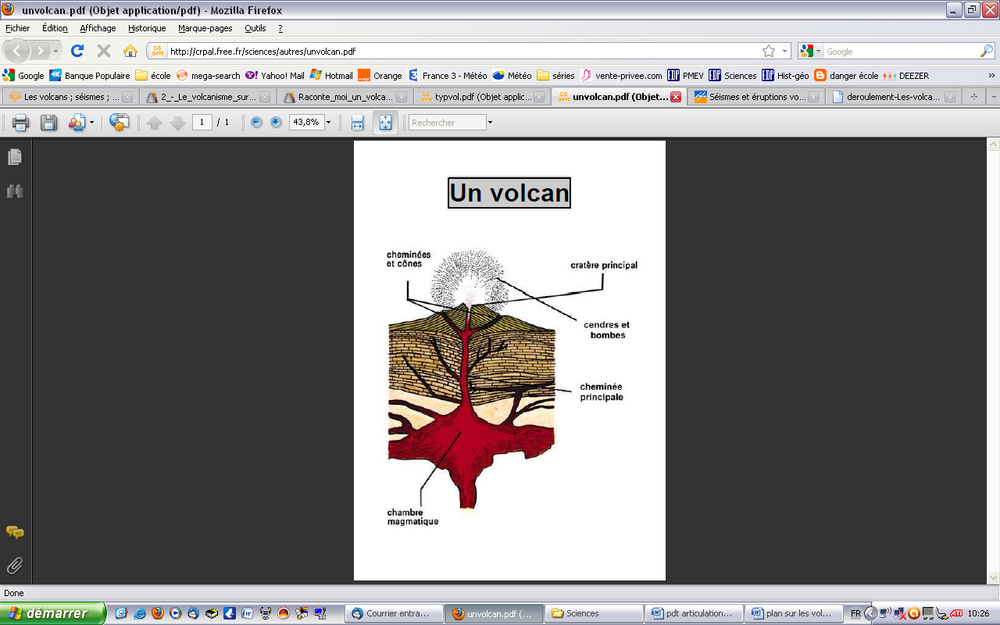 unvolcan.pdf (Objet application/pdf) - Mozilla Firefox
Fichier Édition Affichage Historique Marque-pages Outils ?
http://crpal.free.fr/sciences/autres/unvolcan.pdf
Google
Google Banque Populaire école mega-search Yahoo! Mail Hotmail Orange France 3 - Météo Météo séries vente-privee.com PMEV Sciences Hist-géo danger école DEEZER »
Les volcans ; séismes ; ... 2_-_Le_volcanisme_sur... Raconte_moi_un_volca... typvol.pdf (Objet applic... unvolcan.pdf (Objet... Séismes et éruptions vo... deroulement-Les-volca...
1 / 1 43,8% Rechercher
Un volcan
cheminées
et cônes
cratère principal
cendres et
bombes
cheminée
principale
chambre
magmatique
Done
démarrer Courrier entra... unvolcan.pdf (... Sciences pdt articulation... plan sur les vol... FR 10:26